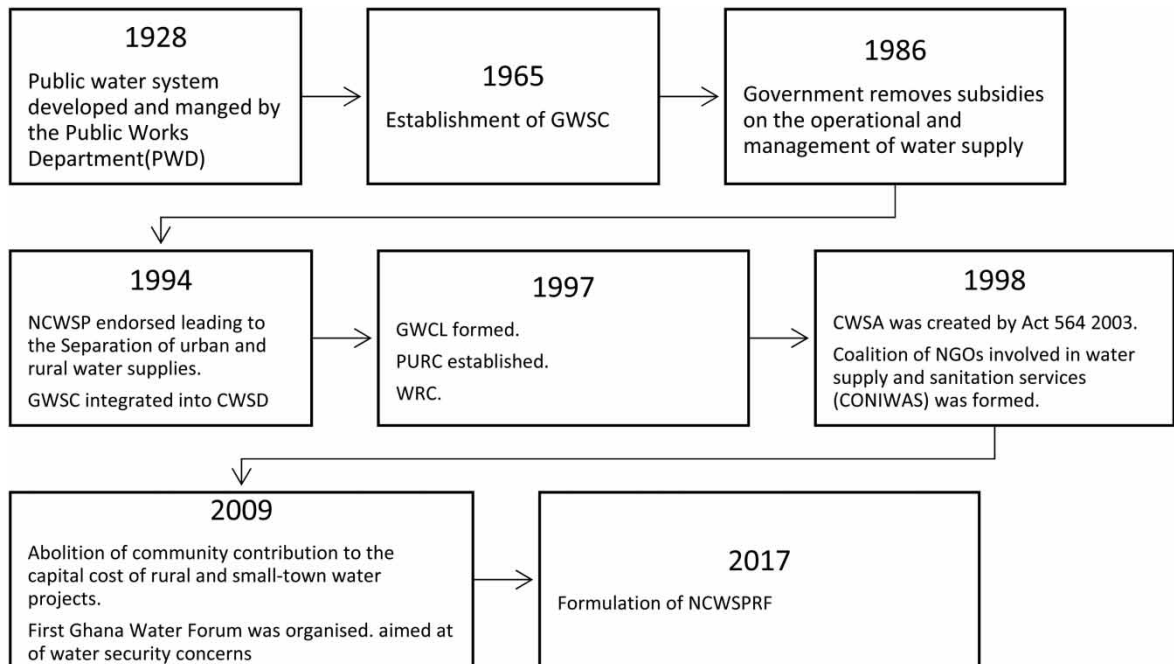 1928
Public water system
developed and manged by
the Public Works
Department(PWD)
1965
Establishment of GWSC
1986
Government removes subsidies
on the operational and
management of water supply
1994
NCWSP endorsed leading to
the Separation of urban and
rural water supplies.
GWSC integrated into CWSD
1997
GWCL formed.
PURC established.
WRC.
1998
CWSA was created by Act 564 2003.
Coalition of NGOs involved in water
supply and sanitation services
(CONIWAS) was formed.
2009
Abolition of community contribution to the
capital cost of rural and small-town water
projects.
First Ghana Water Forum was organised. aimed at
of water security concerns
2017
Formulation of NCWSPRF